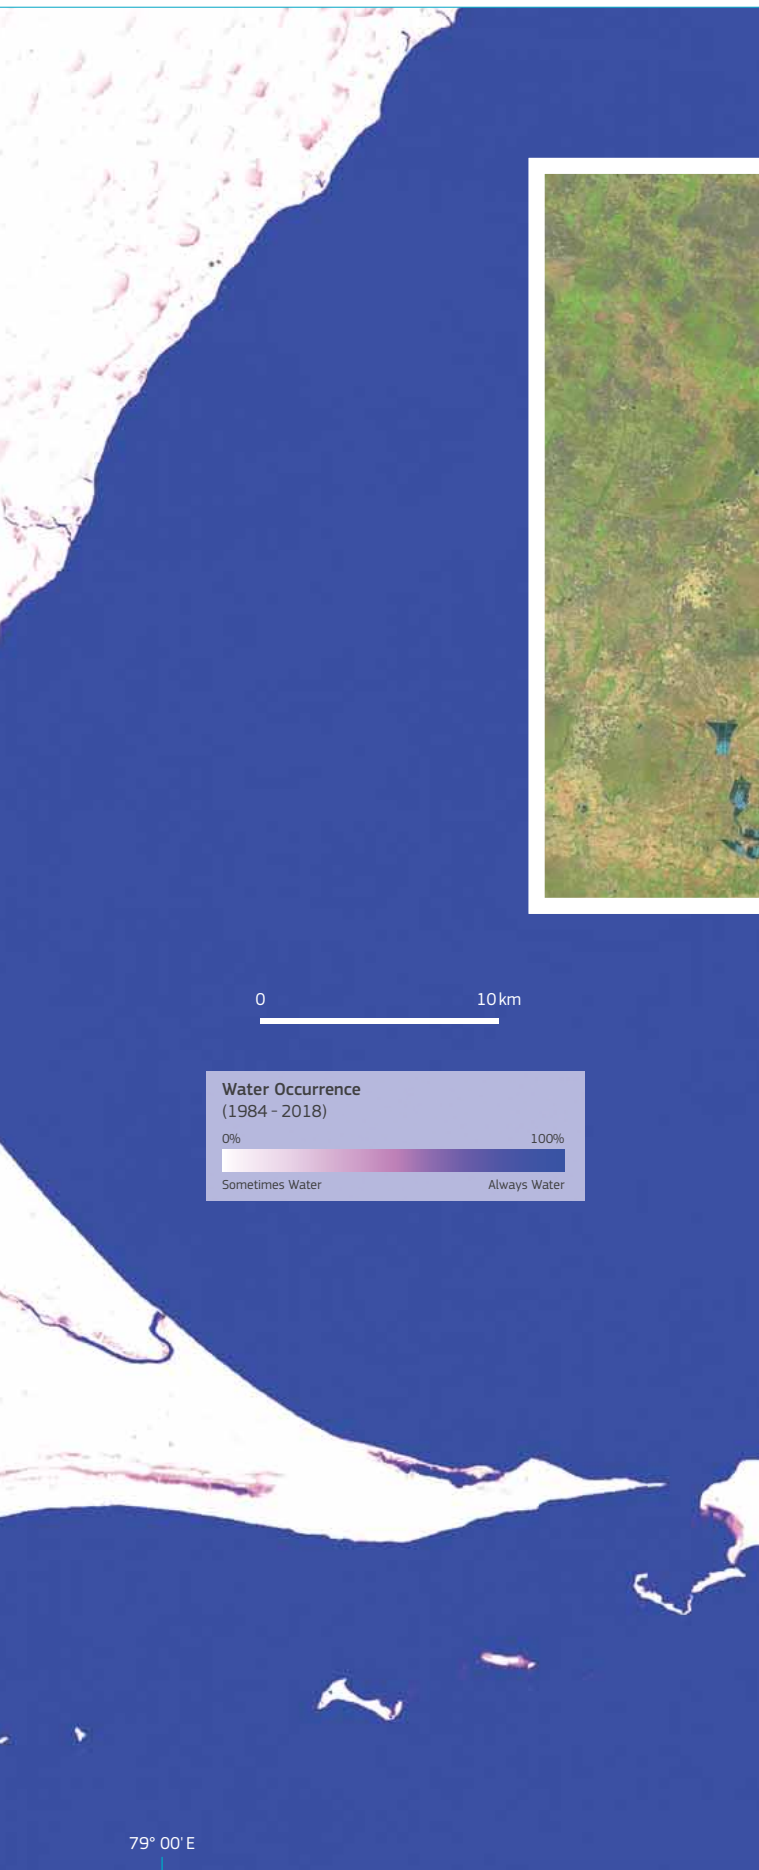 0 10 km
Water Occurrence
(1984 - 2018)
0% 100%
Sometimes Water Always Water
79° 00' E